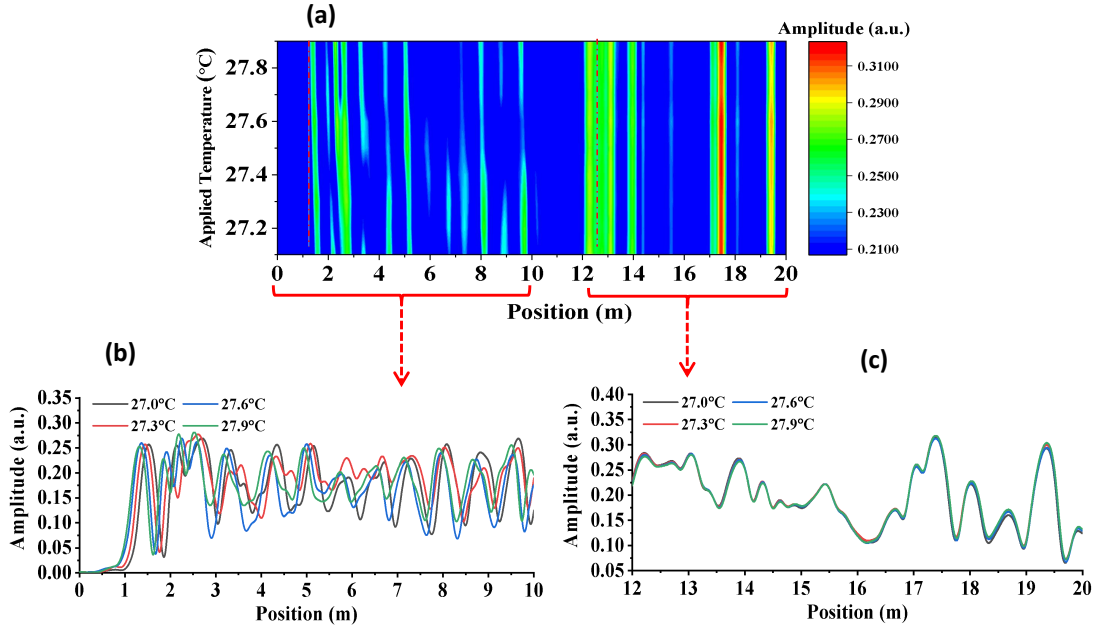 (a)
Amplitude (a.u.)
Applied Temperature (°C)
27.8
27.6
27.4
27.2
0 2 4 6 8 10 12 14 16 18 20
Position (m)
0.3100
0.2900
0.2700
0.2500
0.2300
0.2100
(b)
Amplitude (a.u.)
0.35
0.30
0.25
0.20
0.15
0.10
0.05
0.00
27.0°C 27.6°C
27.3°C 27.9°C
0 1 2 3 4 5 6 7 8 9 10
Position (m)
(c)
Amplitude (a.u.)
0.40
0.35
0.30
0.25
0.20
0.15
0.10
0.05
27.0°C 27.6°C
27.3°C 27.9°C
12 13 14 15 16 17 18 19 20
Position (m)